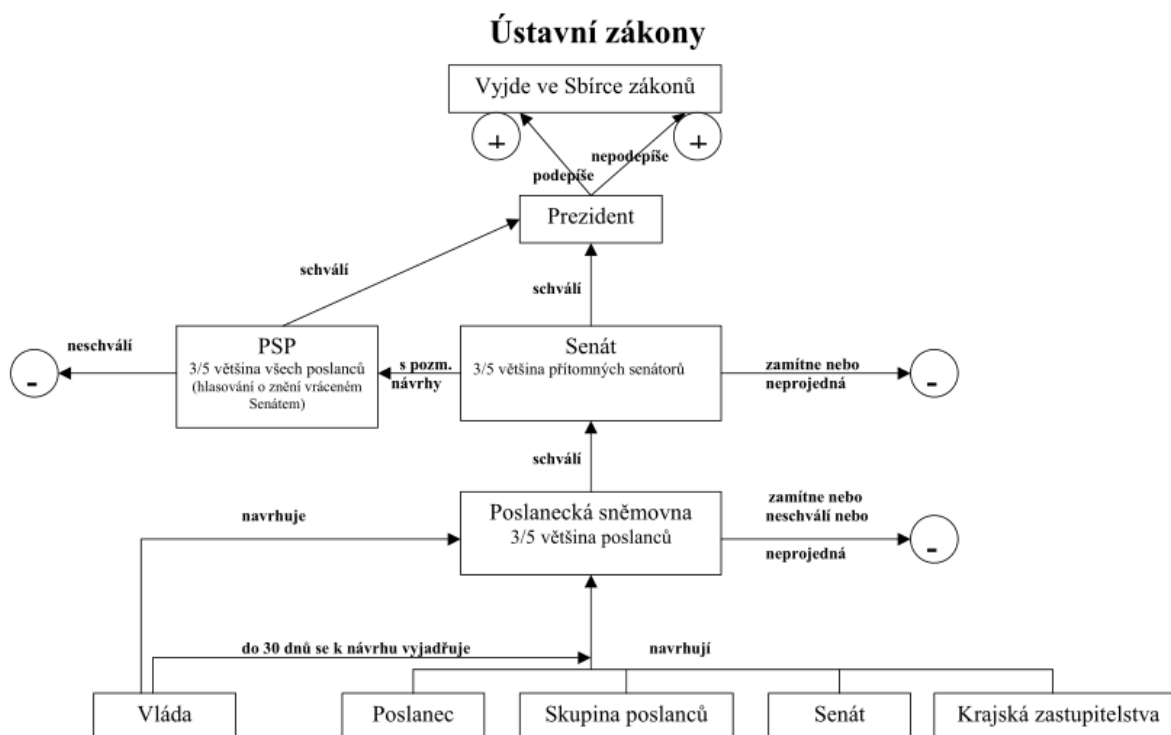 Ústavní zákony
Vyjde ve Sbírce zákonů
+
+
nepodepíše
podepíše
Prezident
schválí
schválí
neschválí
PSP
3/5 většina všech poslanců
(hlasování o znění vráceném
Senátem)
-
s pozm.
návrhy
Senát
3/5 většina přítomných senátorů
zamítne nebo
neprojedná
-
schválí
navrhuje
Poslanecká sněmovna
3/5 většina poslanců
zamítne nebo
neschválí nebo
neprojedná
-
do 30 dnů se k návrhu vyjadřuje
navrhují
Vláda
Poslanec
Skupina poslanců
Senát
Krajská zastupitelstva